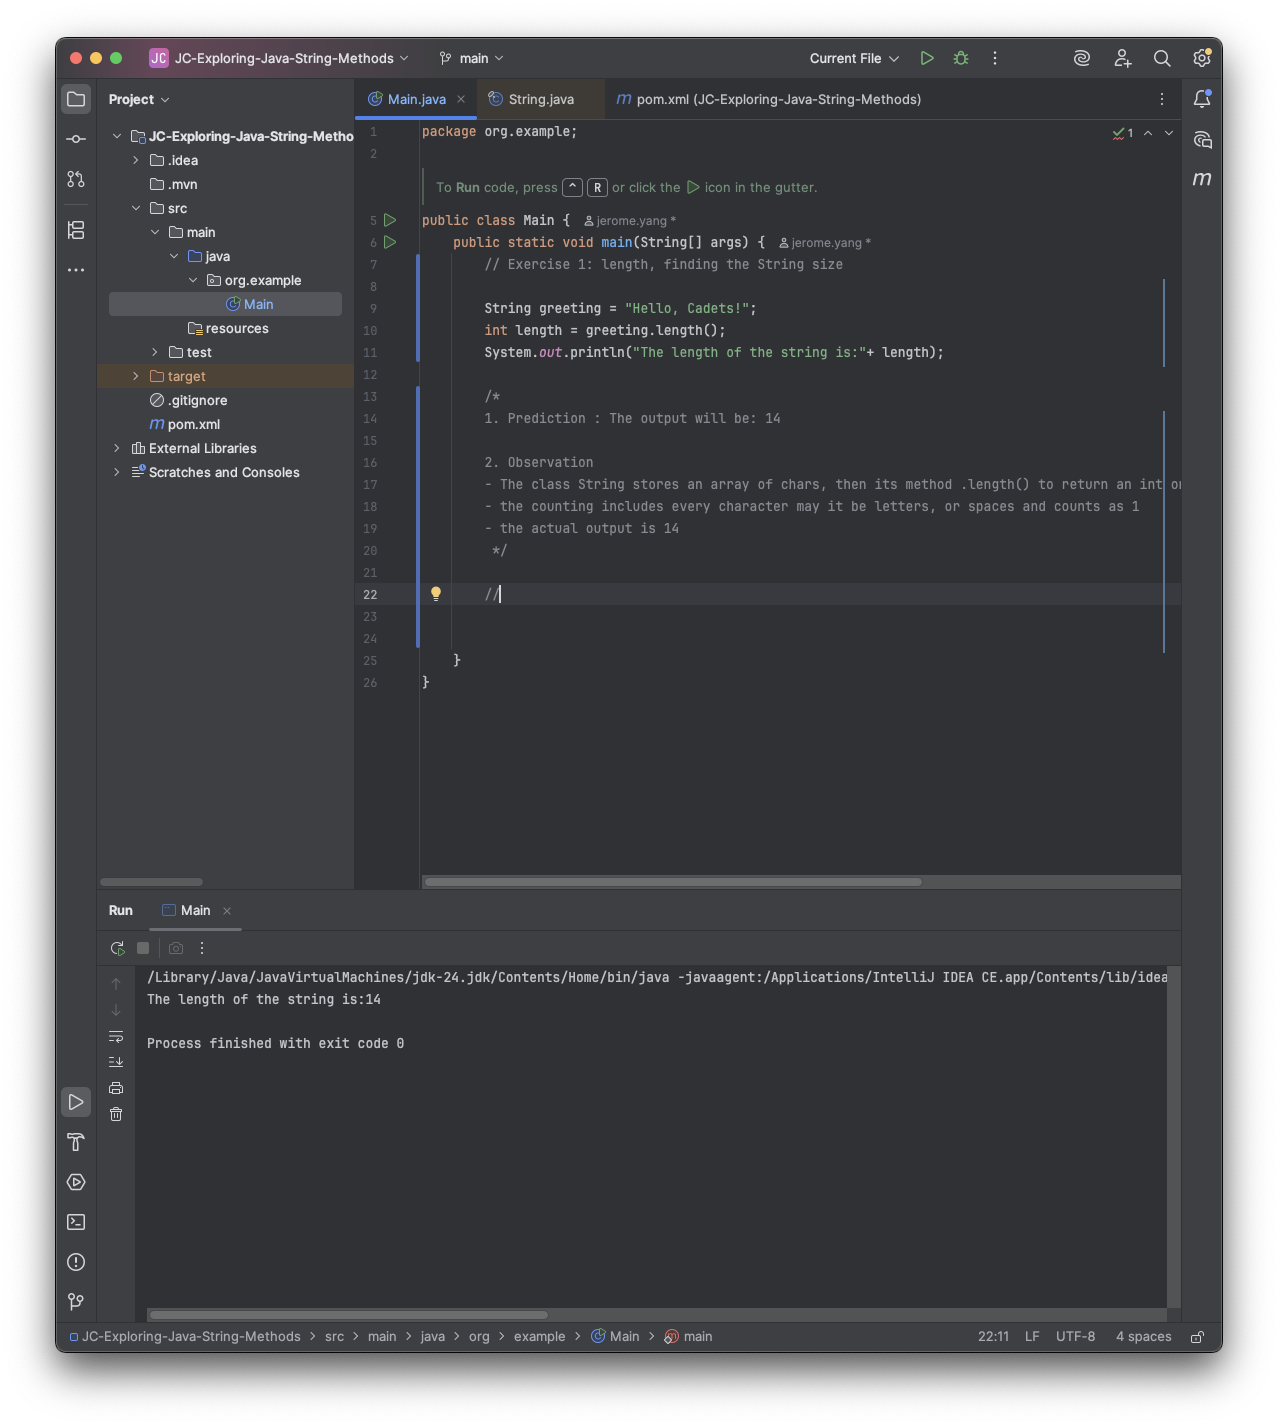 JC JC-Exploring-Java-String-Methods main Current File
Project
Main.java String.java m pom.xml (JC-Exploring-Java-String-Methods)
JC-Exploring-Java-String-Metho
.idea
.mvn
src
main
java
org.example
Main
resources
test
target
.gitignore
m pom.xml
External Libraries
Scratches and Consoles
1 package org.example;
1
2
To Run code, press ^ R or click the icon in the gutter.
5 public class Main { jerome.yang *
6 public static void main(String[] args) { jerome.yang *
7 // Exercise 1: length, finding the String size
8
9 String greeting = "Hello, Cadets!";
10 int length = greeting.length();
11 System.out.println("The length of the string is:"+ length);
12
13 /*
14 1. Prediction : The output will be: 14
15
16 2. Observation
17 - The class String stores an array of chars, then its method .length() to return an int or
18 - the counting includes every character may it be letters, or spaces and counts as 1
19 - the actual output is 14
20 */
21
22 //
23
24
25 }
26 }
m
Run Main
/Library/Java/JavaVirtualMachines/jdk-24.jdk/Contents/Home/bin/java -javaagent:/Applications/IntelliJ IDEA CE.app/Contents/lib/idea
The length of the string is:14
Process finished with exit code 0
JC-Exploring-Java-String-Methods > src > main > java > org > example > Main > main 22:11 LF UTF-8 4 spaces